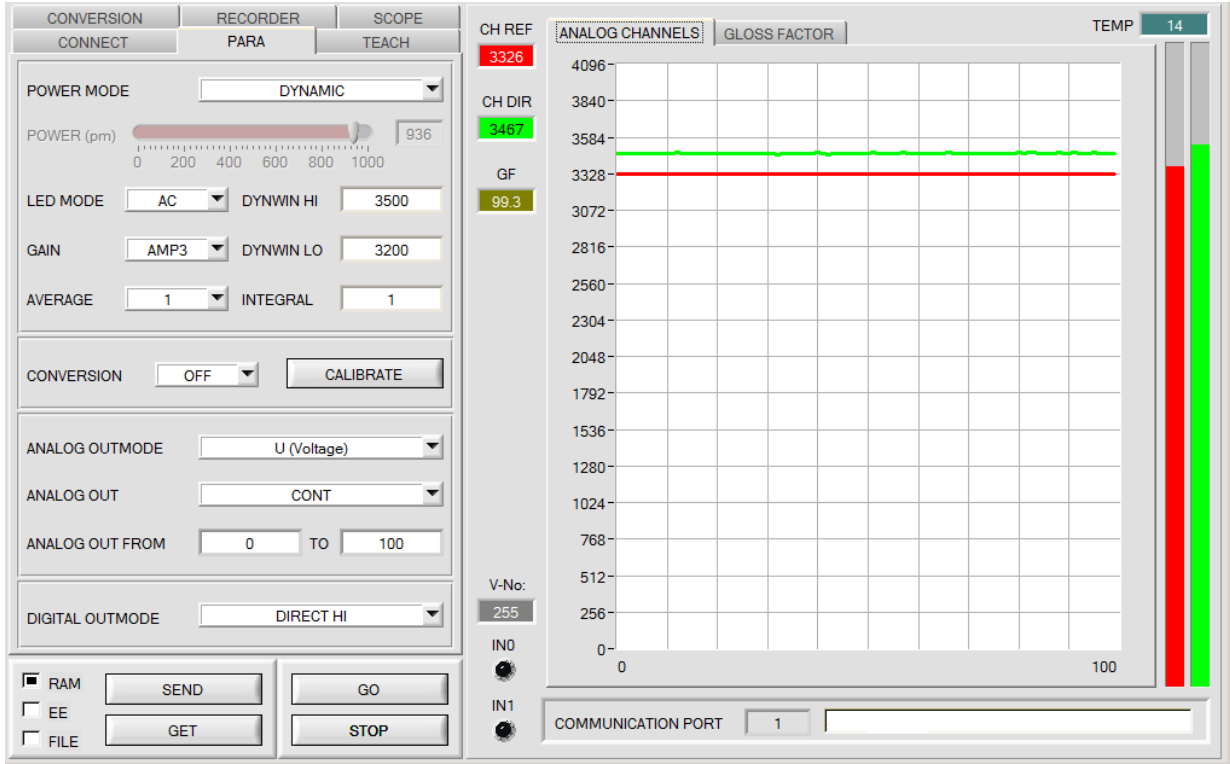 CONVERSION RECORDER SCOPE
CONNECT PARA TEACH
POWER MODE DYNAMIC
POWER (pm) 936
0 200 400 600 800 1000
LED MODE AC DYNWIN HI 3500
GAIN AMP3 DYNWIN LO 3200
AVERAGE 1 INTEGRAL 1
CONVERSION OFF CALIBRATE
ANALOG OUTMODE U (Voltage)
ANALOG OUT CONT
ANALOG OUT FROM 0 TO 100
DIGITAL OUTMODE DIRECT HI
RAM SEND GO
EE
GET STOP
FILE
CH REF
3326
CH DIR
3467
GF
99.3
V-No:
255
IN0
IN1
ANALOG CHANNELS GLOSS FACTOR
TEMP 14
4096
3840
3584
3328
3072
2816
2560
2304
2048
1792
1536
1280
1024
768
512
256
0
0 100
COMMUNICATION PORT 1